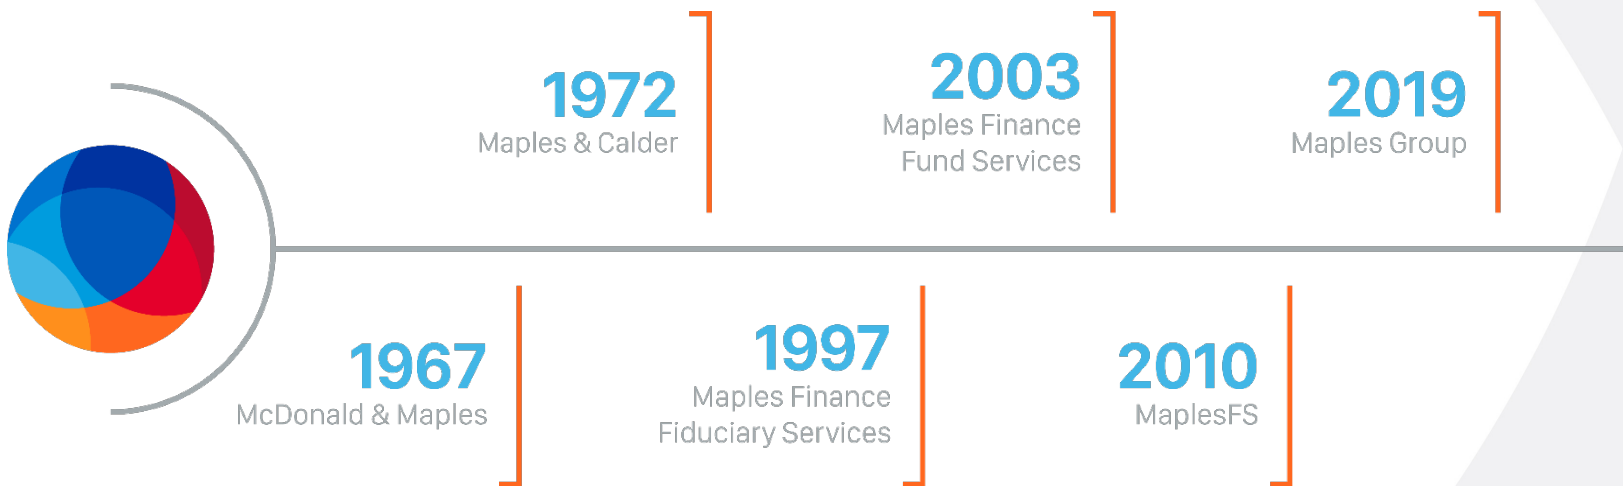 1972
Maples & Calder
2003
Maples Finance
Fund Services
2019
Maples Group
1967
McDonald & Maples
1997
Maples Finance
Fiduciary Services
2010
MaplesFS